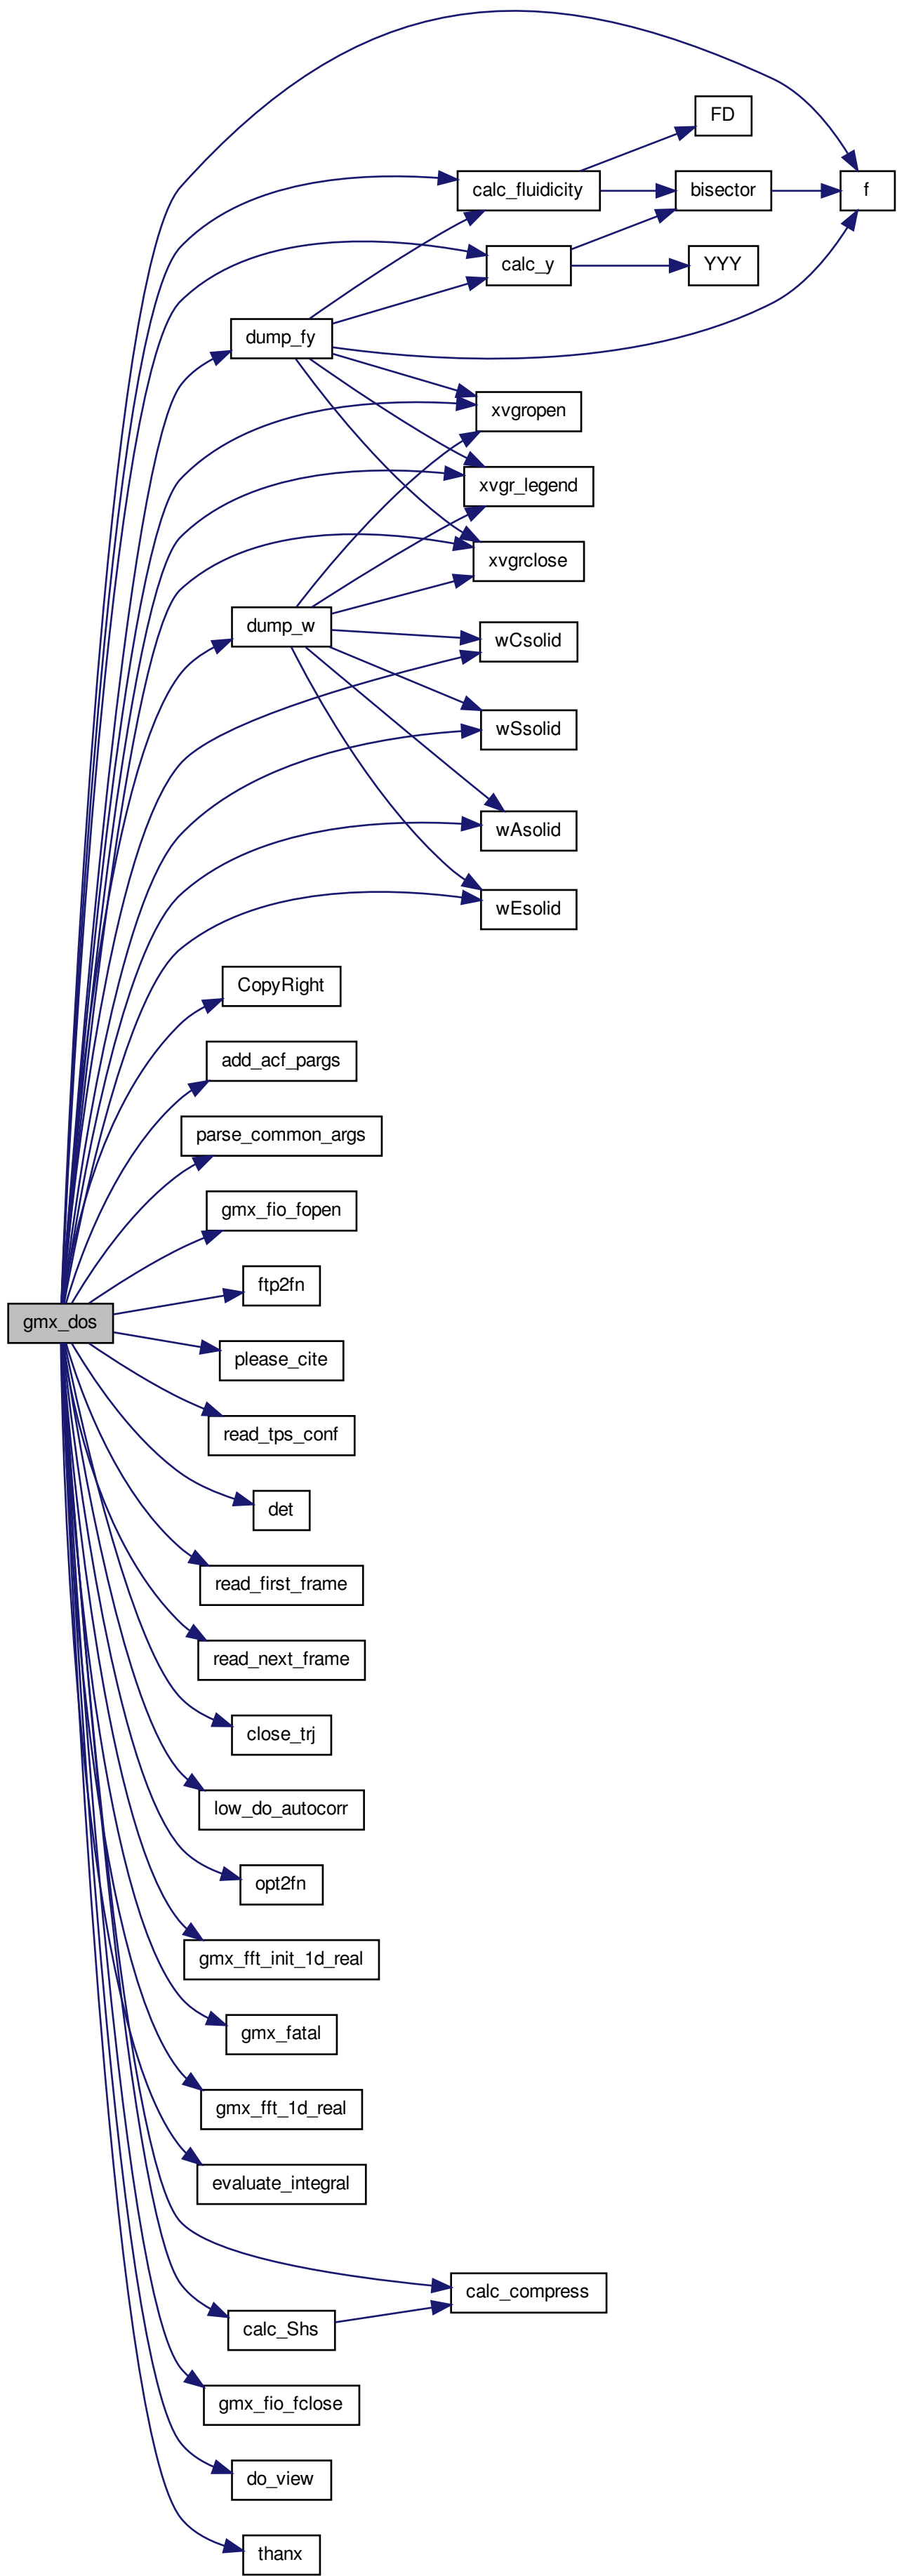 FD
calc_fluidicity
bisector
f
calc_y
YYY
dump_fy
xvgropen
xvgr_legend
xvgrclose
dump_w
wCsolid
wSsolid
wAsolid
wEsolid
CopyRight
add_acf_pargs
parse_common_args
gmx_fio_fopen
ftp2fn
gmx_dos
please_cite
read_tps_conf
det
read_first_frame
read_next_frame
close_trj
low_do_autocorr
opt2fn
gmx_fft_init_1d_real
gmx_fatal
gmx_fft_1d_real
evaluate_integral
calc_compress
calc_Shs
gmx_fio_fclose
do_view
thanx